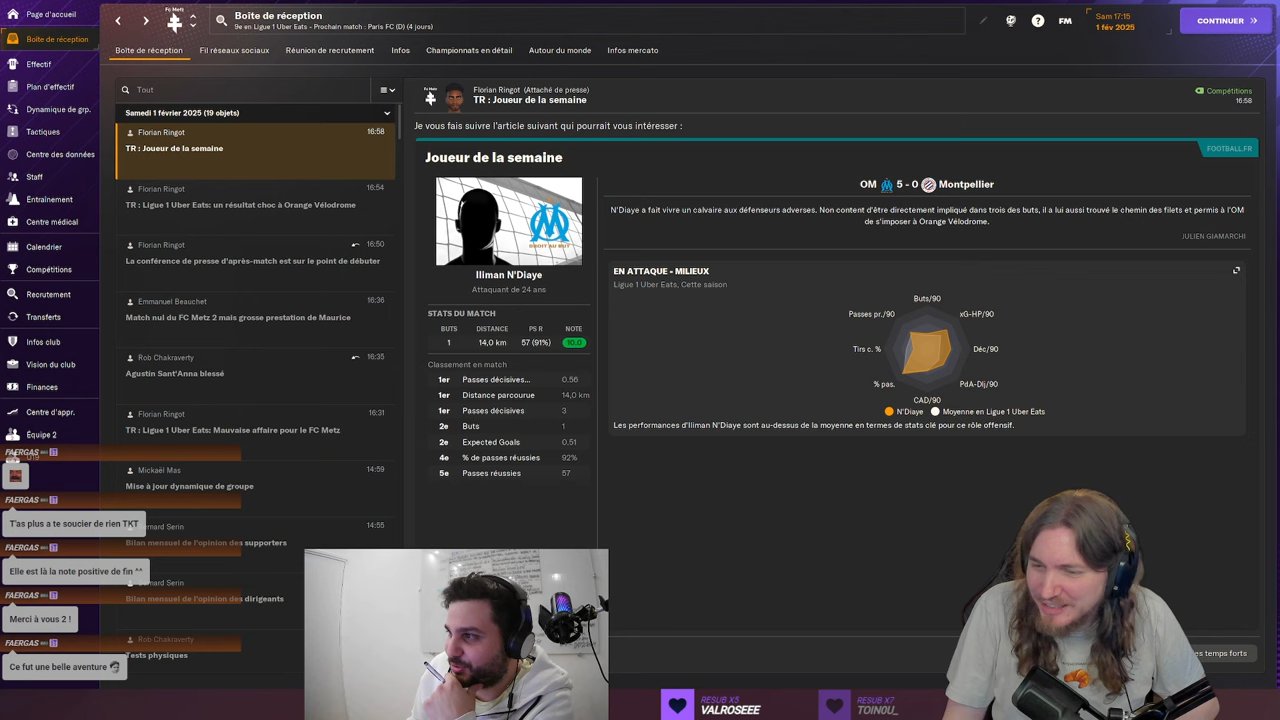 Page d'accueil
Boîte de réception
Effectif
Plan d'effectif
Dynamique de grp.
Tactiques
Centre des données
Staff
Entraînement
Centre médical
Calendrier
Compétitions
Recrutement
Transferts
Infos club
Vision du club
Finances
Centre d'appr.
Équipe 2
U19
Fc Metz
Boîte de réception
9e en Ligue 1 Uber Eats - Prochain match : Paris FC (D) (4 jours)
FM
Sam 17:15
1 fév 2025
CONTINUER
Boîte de réception
Fil réseaux sociaux
Réunion de recrutement
Infos
Championnats en détail
Autour du monde
Infos mercato
Tout
Samedi 1 février 2025 (19 objets)
Florian Ringot 16:58
TR : Joueur de la semaine
Florian Ringot 16:54
TR : Ligue 1 Uber Eats: un résultat choc à Orange Vélodrome
Florian Ringot 16:50
La conférence de presse d'après-match est sur le point de débuter
Emmanuel Beauchet 16:36
Match nul du FC Metz 2 mais grosse prestation de Maurice
Rob Chakraverty 16:35
Agustín Sant'Anna blessé
Florian Ringot 16:31
TR : Ligue 1 Uber Eats: Mauvaise affaire pour le FC Metz
Mickaël Mas 14:59
Mise à jour dynamique de groupe
Bernard Serin 14:55
Bilan mensuel de l'opinion des supporters
Bernard Serin
Bilan mensuel de l'opinion des dirigeants
Rob Chakraverty
Tests physiques
Fc Metz
Florian Ringot (Attaché de presse)
TR : Joueur de la semaine
Compétitions
16:58
Je vous fais suivre l'article suivant qui pourrait vous intéresser :
FOOTBALL.FR
Joueur de la semaine
DROIT AU BUT
Iliman N'Diaye
Attaquant de 24 ans
STATS DU MATCH
BUTS DISTANCE PS R NOTE
1 14,0 km 57 (91%) 10.0
Classement en match
1er Passes décisives... 0.56
1er Distance parcourue 14,0 km
1er Passes décisives 3
2e Buts 1
2e Expected Goals 0,51
4e % de passes réussies 92%
5e Passes réussies 57
OM 5 - 0 Montpellier
N'Diaye a fait vivre un calvaire aux défenseurs adverses. Non content d'être directement impliqué dans trois des buts, il a lui aussi trouvé le chemin des filets et permis à l'OM
de s'imposer à Orange Vélodrome.
JULIEN GIAMARCHI
EN ATTAQUE - MILIEUX
Ligue 1 Uber Eats, Cette saison
Buts/90
Passes pr./90
xG-HP/90
Tirs c. %
Déc/90
% pas.
PdA-Dlj/90
CAD/90
N'Diaye
Moyenne en Ligue 1 Uber Eats
Les performances d'Iliman N'Diaye sont au-dessus de la moyenne en termes de stats clé pour ce rôle offensif.
es temps forts
FAERGAS
FAERGAS
T'as plus a te soucier de rien TKT
FAERGAS
Elle est là la note positive de fin ^^
FAERGAS
Merci à vous 2 !
FAERGAS
Ce fut une belle aventure
RESUB X5
VALROSEEE
RESUB X7
TOIN0U_